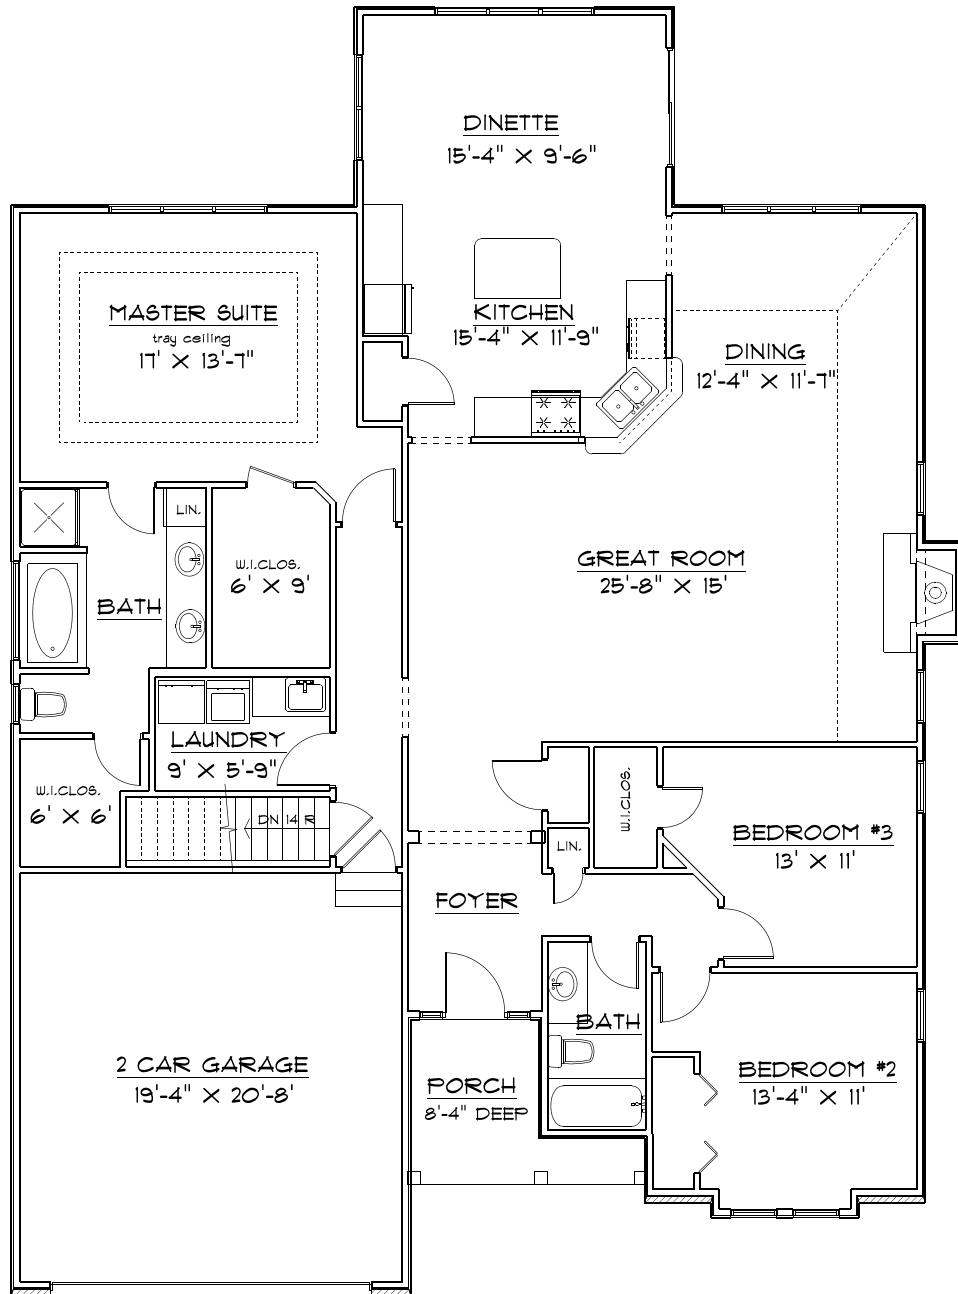 DINETTE
15'-4" X 9'-6"
MASTER SUITE
tray ceiling
17' X 13'-7"
KITCHEN
15'-4" X 11'-9"
DINING
12'-4" X 11'-7"
LIN.
W.I.CLOS.
6' X 9'
BATH
GREAT ROOM
25'-8" X 15'
LAUNDRY
9' X 5'-9"
W.I.CLOS.
6' X 6'
DN 14 R
W.I.CLOS.
LIN.
BEDROOM #3
13' X 11'
FOYER
BATH
2 CAR GARAGE
19'-4" X 20'-8'
PORCH
8'-4" DEEP
BEDROOM #2
13'-4" X 11'